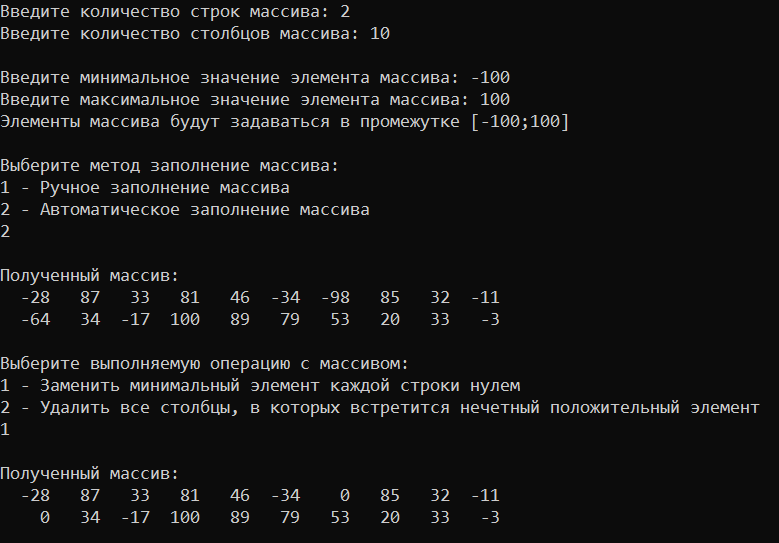 Введите количество строк массива: 2
Введите количество столбцов массива: 10
Введите минимальное значение элемента массива: -100
Введите максимальное значение элемента массива: 100
Элементы массива будут задаваться в промежутке [-100;100]
Выберите метод заполнение массива:
1 - Ручное заполнение массива
2 - Автоматическое заполнение массива
2
Полученный массив:
-28 87 33 81 46 -34 -98 85 32 -11
-64 34 -17 100 89 79 53 20 33 -3
Выберите выполняемую операцию с массивом:
1 - Заменить минимальный элемент каждой строки нулем
2 - Удалить все столбцы, в которых встретится нечетный положительный элемент
1
Полученный массив:
-28 87 33 81 46 -34 0 85 32 -11
0 34 -17 100 89 79 53 20 33 -3